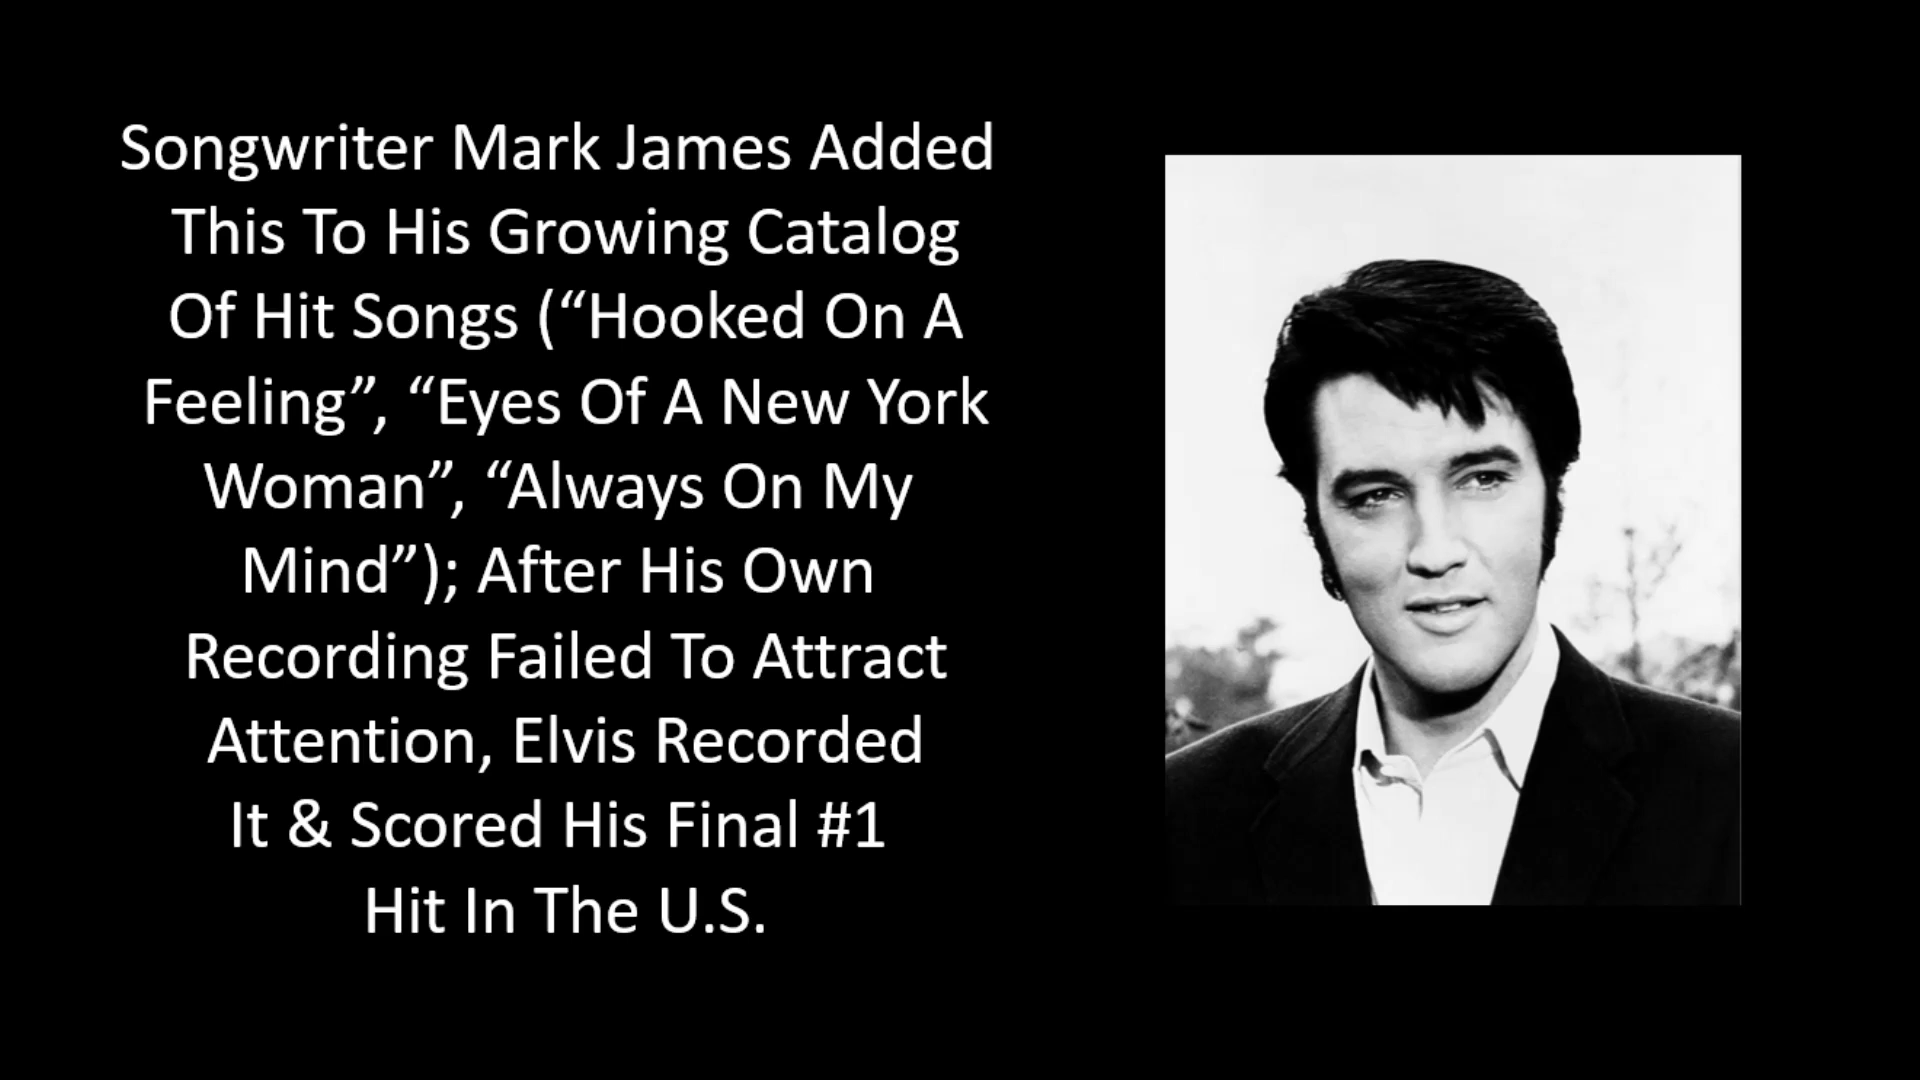 Songwriter Mark James Added
This To His Growing Catalog
Of Hit Songs (“Hooked On A
Feeling”, “Eyes Of A New York
Woman”, “Always On My
Mind”); After His Own
Recording Failed To Attract
Attention, Elvis Recorded
It & Scored His Final #1
Hit In The U.S.